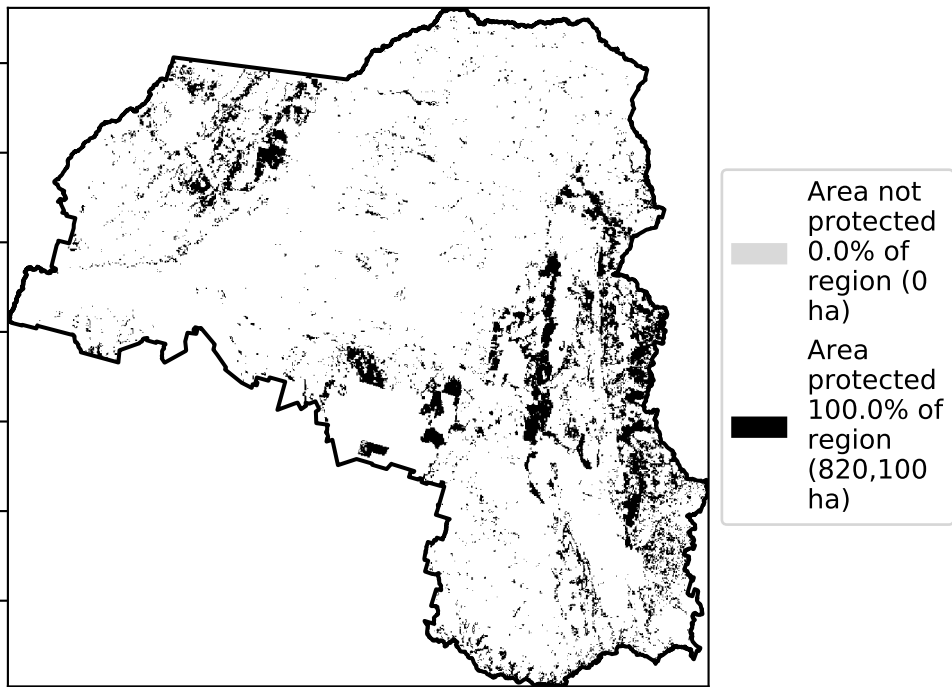 Area not
protected
0.0% of
region (0
ha)
Area
protected
100.0% of
region
(820,100
ha)